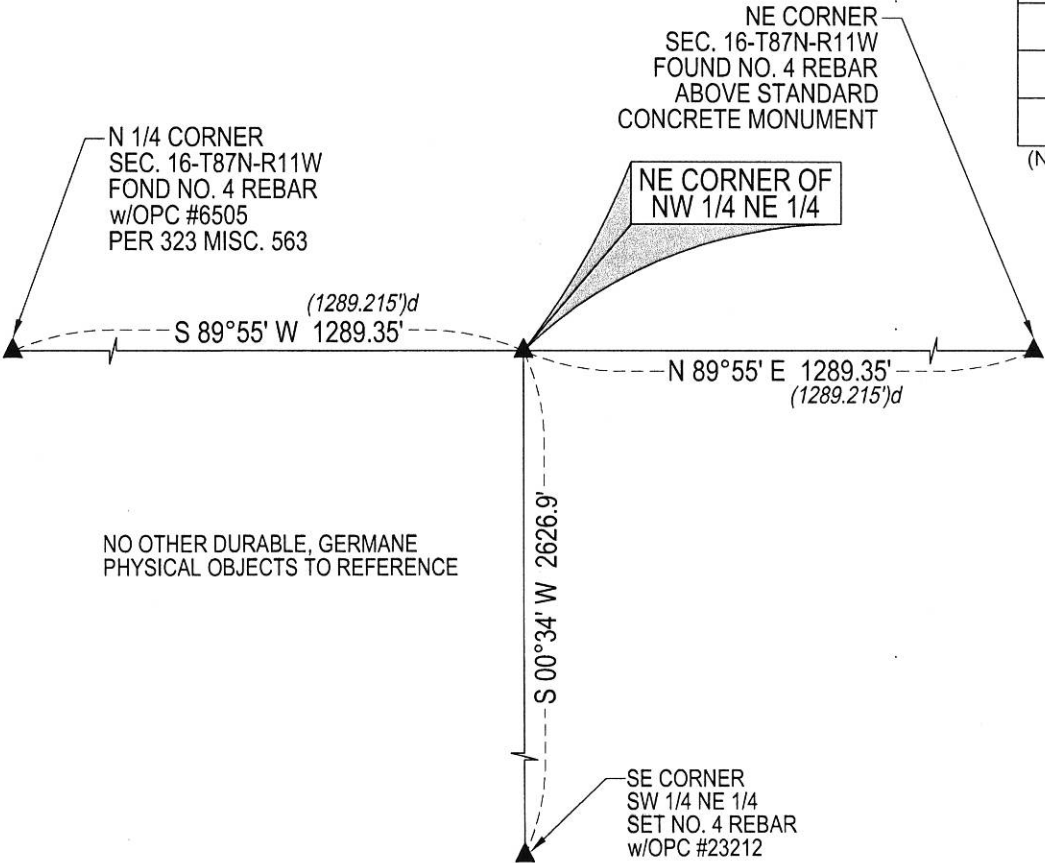 NE CORNER
SEC. 16-T87N-R11W
FOUND NO. 4 REBAR
ABOVE STANDARD
CONCRETE MONUMENT
(N
N 1/4 CORNER
SEC. 16-T87N-R11W
FOND NO. 4 REBAR
w/OPC #6505
PER 323 MISC. 563
NE CORNER OF
NW 1/4 NE 1/4
(1289.215')d
S 89°55' W 1289.35'
N 89°55' E 1289.35'
(1289.215')d
S 00°34' W 2626.9'
NO OTHER DURABLE, GERMANE
PHYSICAL OBJECTS TO REFERENCE
SE CORNER
SW 1/4 NE 1/4
SET NO. 4 REBAR
w/OPC #23212